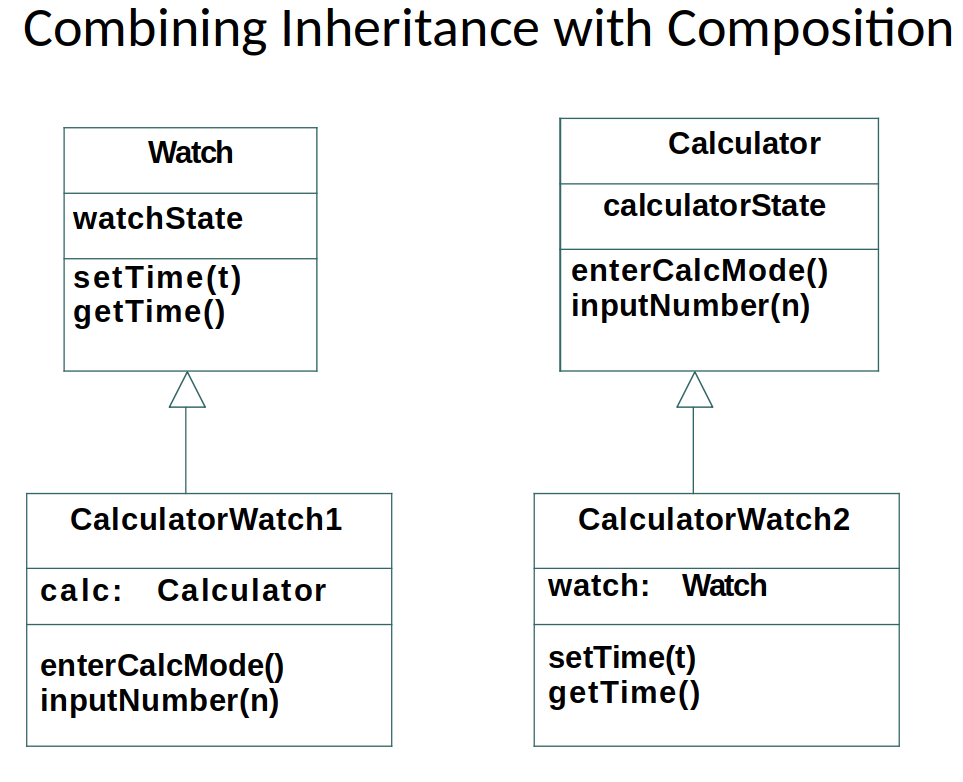 Combining Inheritance with Composition
Watch
watchState
setTime(t)
getTime()
Calculator
calculatorState
enterCalcMode()
inputNumber(n)
CalculatorWatch1
calc: Calculator
enterCalcMode()
inputNumber(n)
CalculatorWatch2
watch: Watch
setTime(t)
getTime()